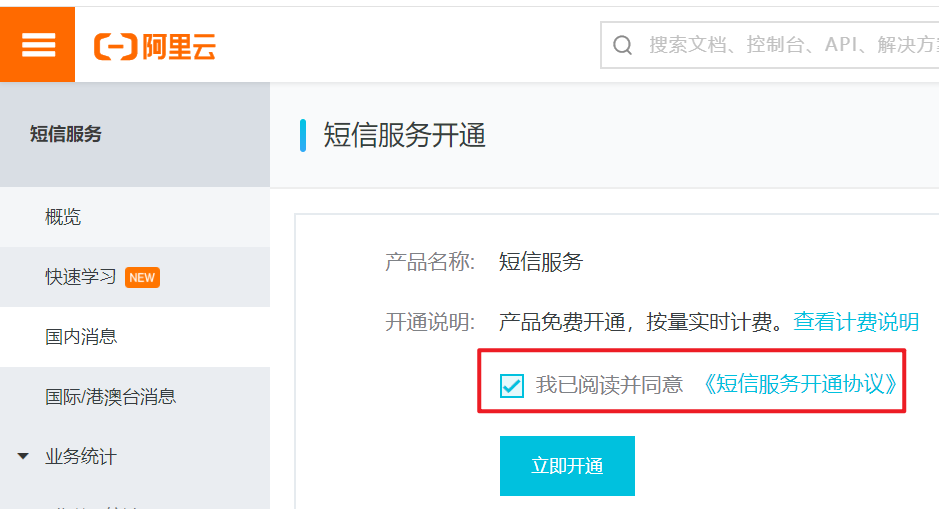 阿里云
搜索文档、控制台、API、解决方案
短信服务
短信服务开通
概览
快速学习 NEW
国内消息
国际/港澳台消息
业务统计
产品名称: 短信服务
开通说明: 产品免费开通，按量实时计费。查看计费说明
我已阅读并同意 《短信服务开通协议》
立即开通